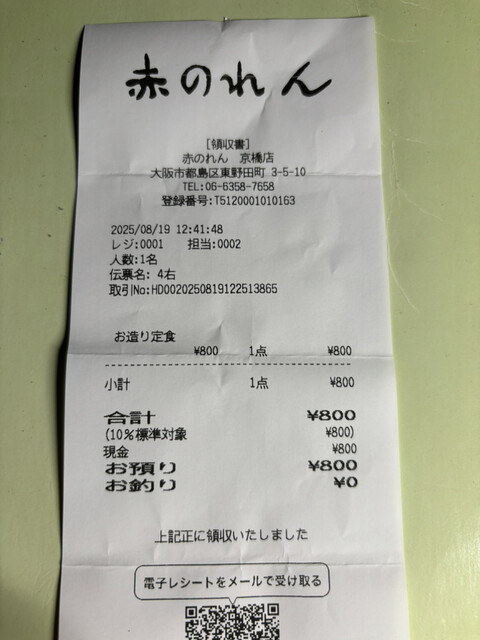 赤のれん
[領収書]
赤のれん 京橋店
大阪市都島区東野田町 3-5-10
TEL:06-6358-7658
登録番号:T5120001010163
2025/08/19 12:41:48
レジ:0001 担当:0002
人数:1名
伝票名: 4右
取引No:HD0020250819122513865
お造り定食
¥800 1点 ¥800
小計 1点 ¥800
合計 ¥800
(10%標準対象 ¥800)
現金 ¥800
お預り ¥800
お釣り ¥0
上記正に領収いたしました
電子レシートをメールで受け取る